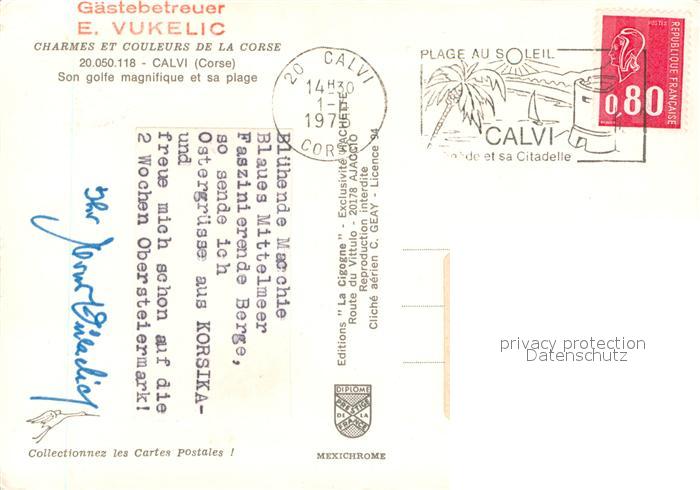 Gästebetreuer
E. VUKELIC
CHARMES ET COULEURS DE LA CORSE
20.050.118 - CALVI (Corse)
Son golfe magnifique et sa plage
20 CALVI
14H30
1-
197
CORSE
PLAGE AU SOLEIL
CALVI
et sa Citadelle
POSTES
REPUBLIQUE FRANÇAISE
0,80
Blühende Macchie
Blaues Mittelmeer
Faszinierende Berge,
so sende ich
Ostergrüsse aus KORSIKA-
und
freue mich schon auf die
2 Wochen Obersteiermark!
Ihr
Editions "La Cigogne" - Exclusivité HACHETTE
Route du Vittulo - 20178 AJACCIO
Reproduction interdite
Cliché aérien C. GEAY - Licence 94
DIPLOME
PRESTIGE
DE LA
FRANCE
privacy protection
Datenschutz
Collectionnez les Cartes Postales !
MEXICHROME